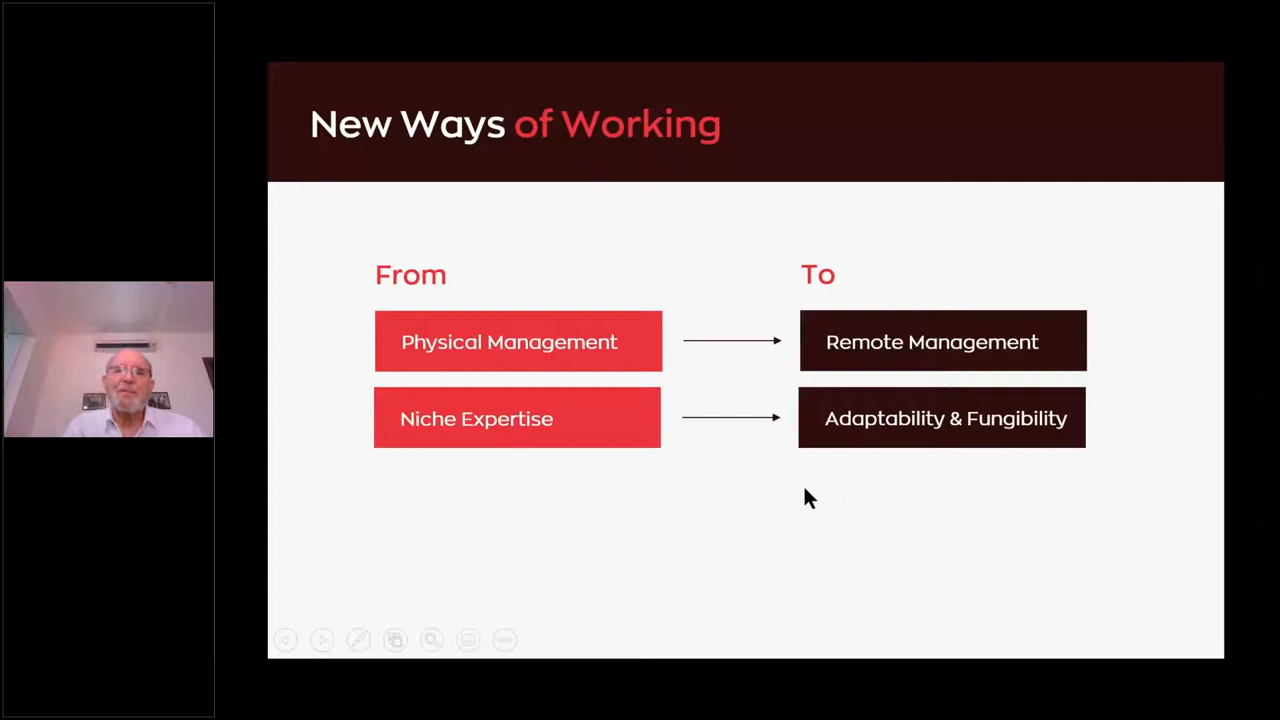 New Ways of Working
From
To
Physical Management
Remote Management
Niche Expertise
Adaptability & Fungibility